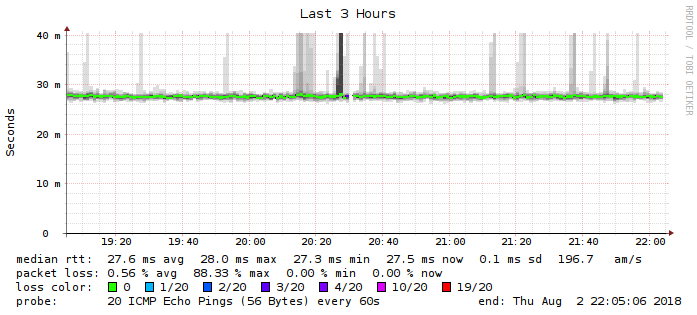 Last 3 Hours
RRDTOOL / TOBI OETIKER
Seconds
40 m
30 m
20 m
10 m
0
19:20 19:40 20:00 20:20 20:40 21:00 21:20 21:40 22:00
median rtt: 27.6 ms avg 28.0 ms max 27.3 ms min 27.5 ms now 0.1 ms sd 196.7 am/s
packet loss: 0.56 % avg 88.33 % max 0.00 % min 0.00 % now
loss color: 0 1/20 2/20 3/20 4/20 10/20 19/20
probe: 20 ICMP Echo Pings (56 Bytes) every 60s end: Thu Aug 2 22:05:06 2018